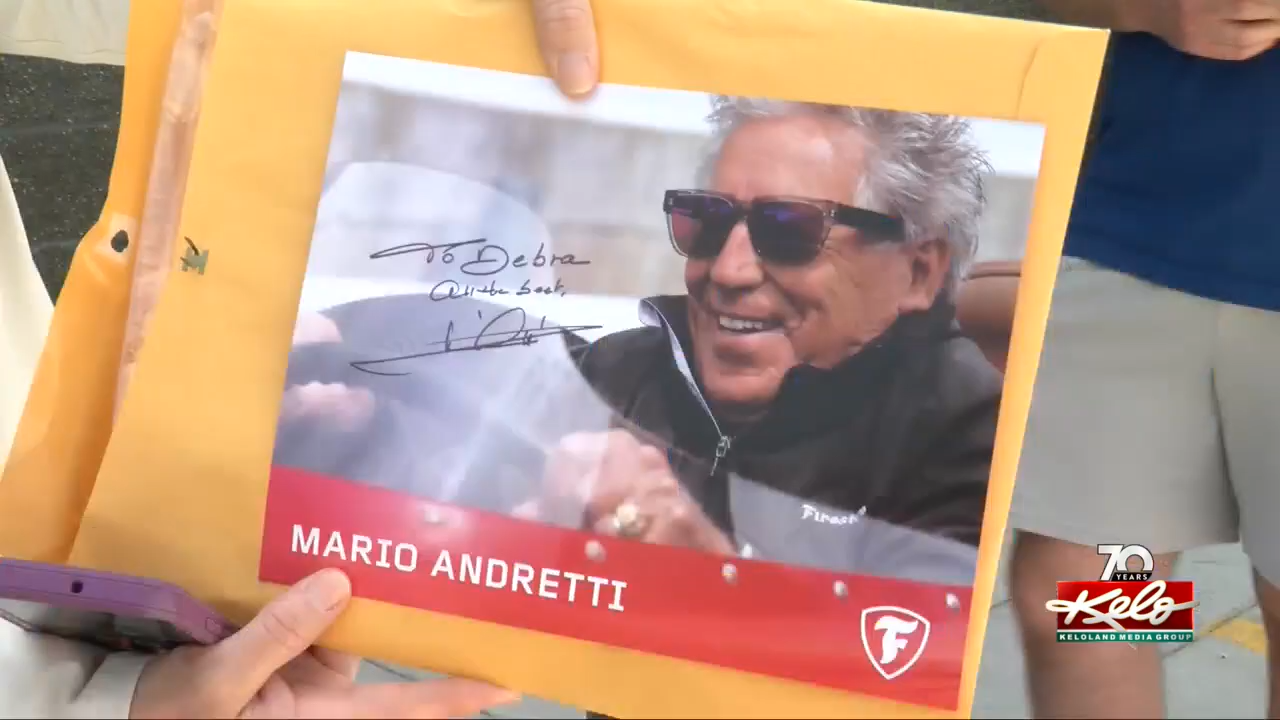 To Debra
All the best,
Firest
MARIO ANDRETTI
F
70
YEARS
Kelo
KELOLAND MEDIA GROUP